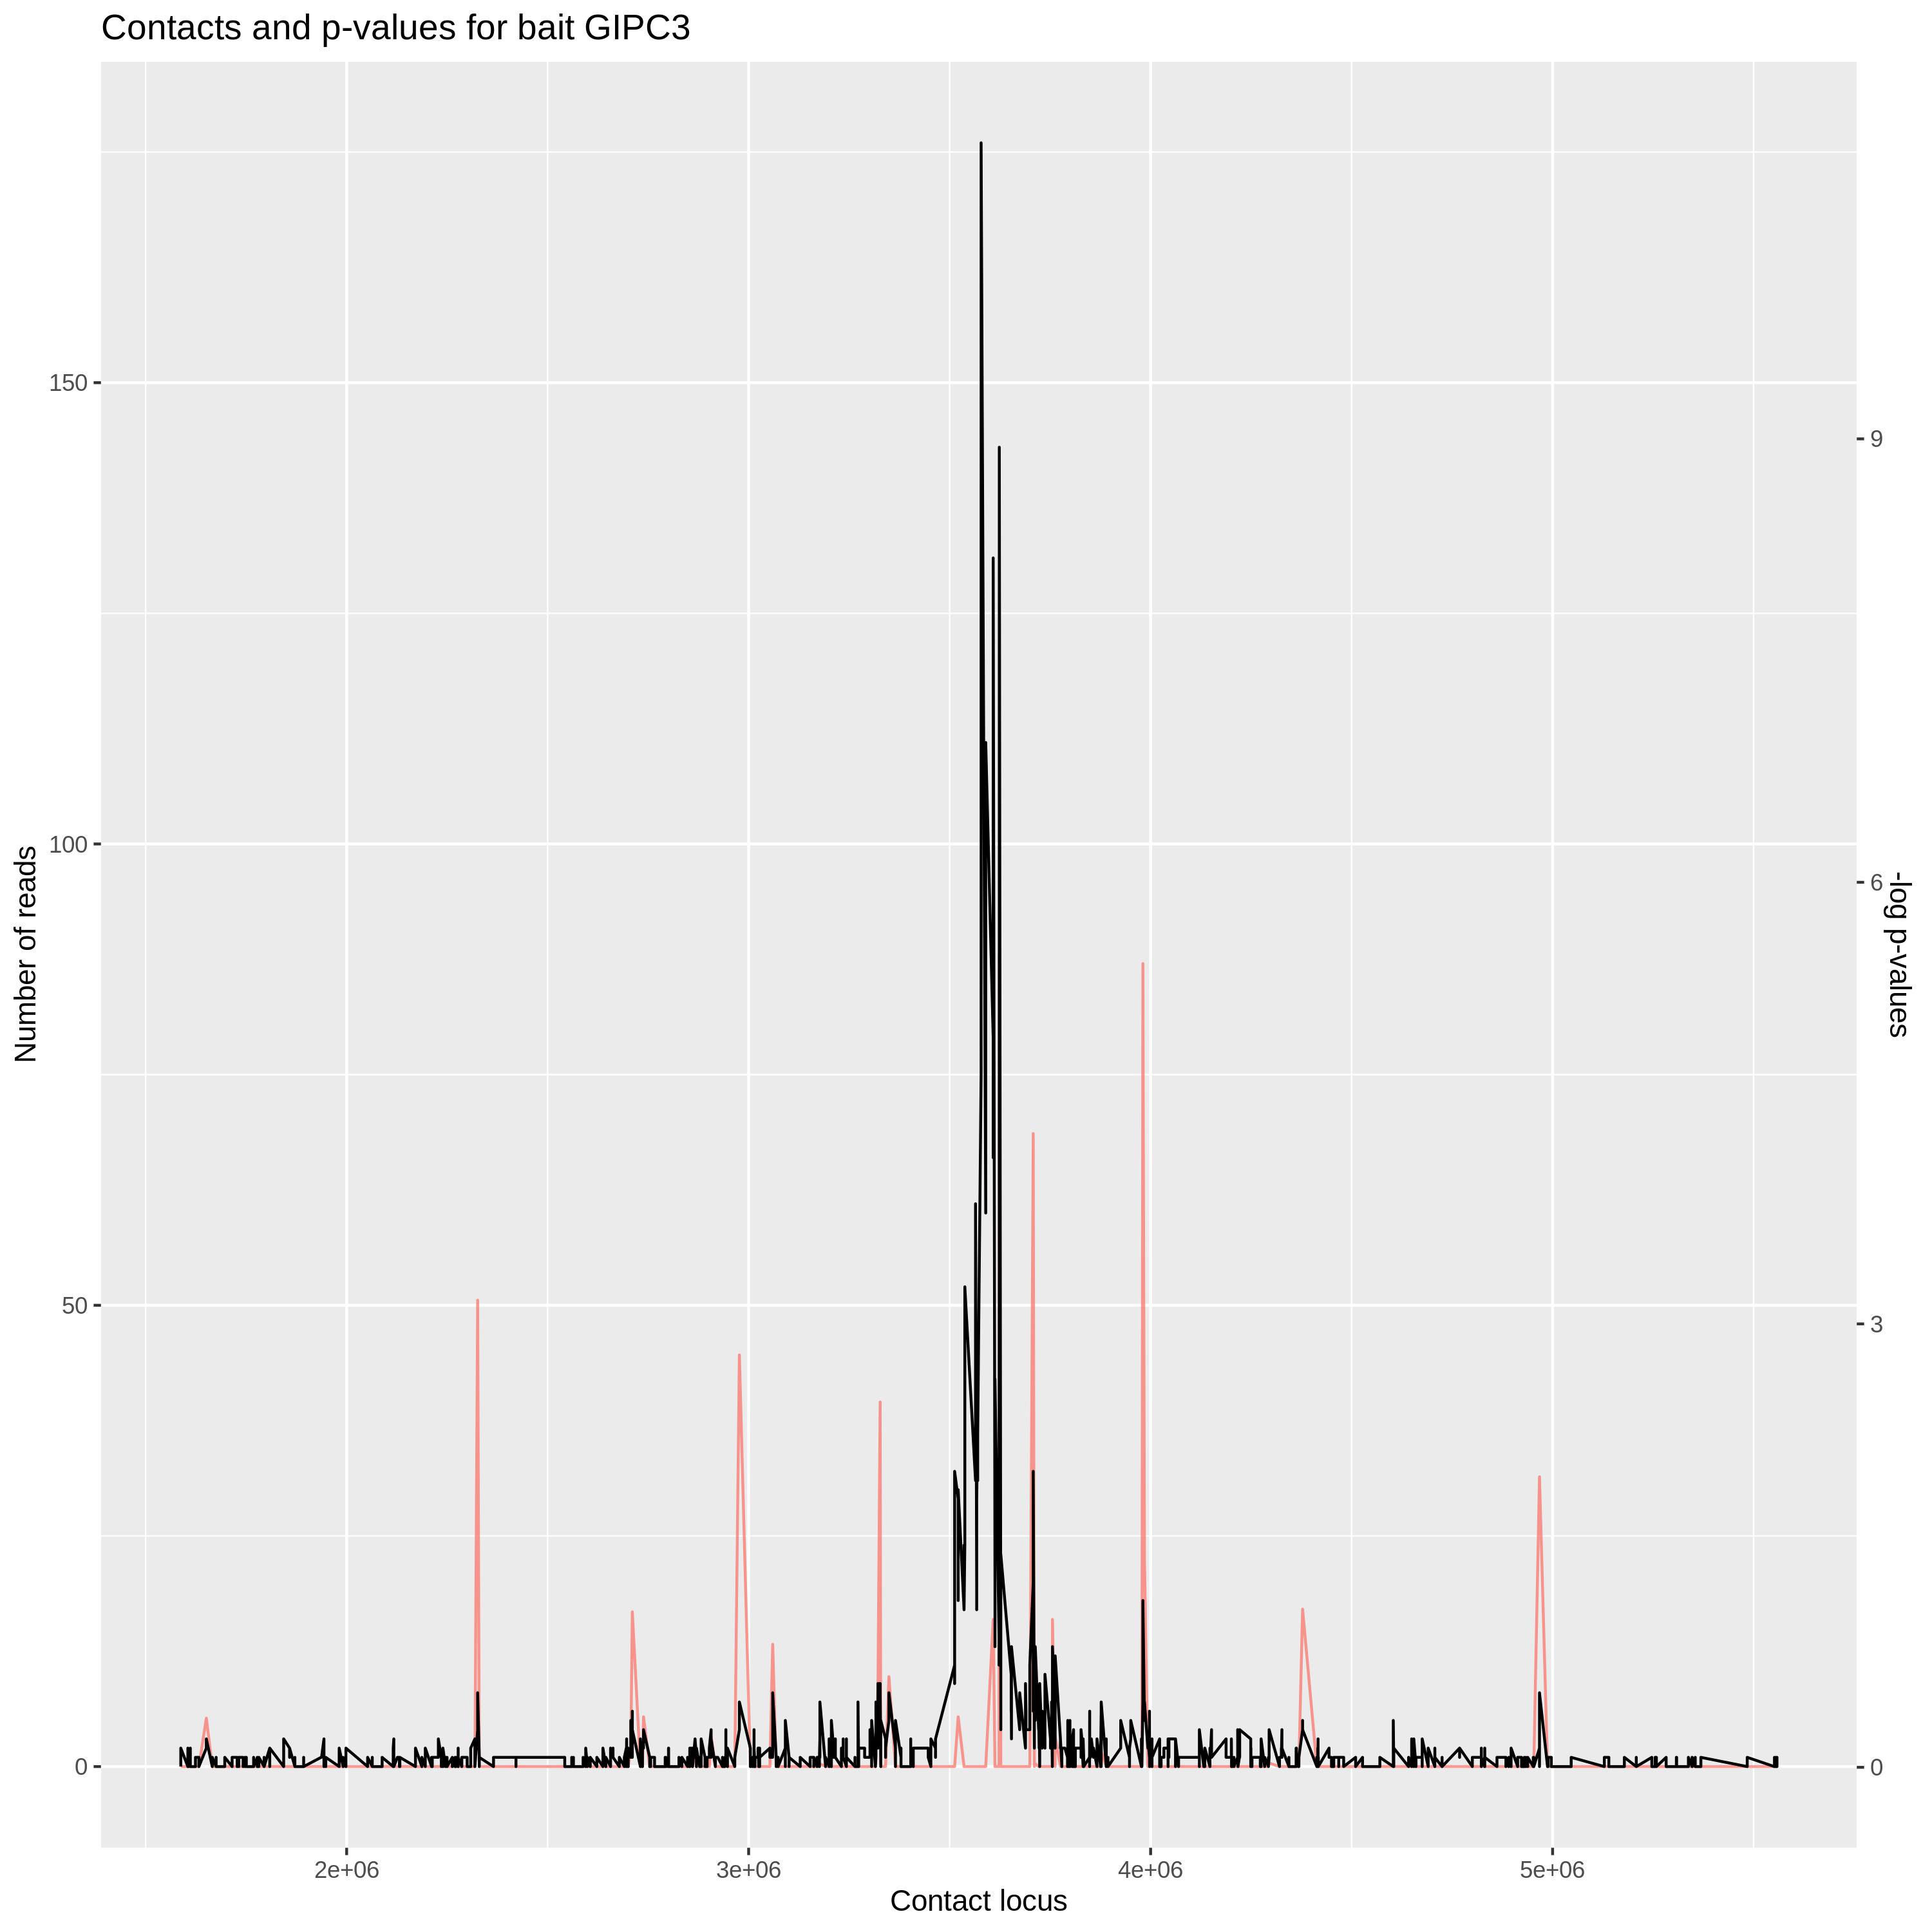 Contacts and p-values for bait GIPC3
Number of reads
150
100
50
0
9
6
3
0
-log p-values
2e+06
3e+06
4e+06
5e+06
Contact locus